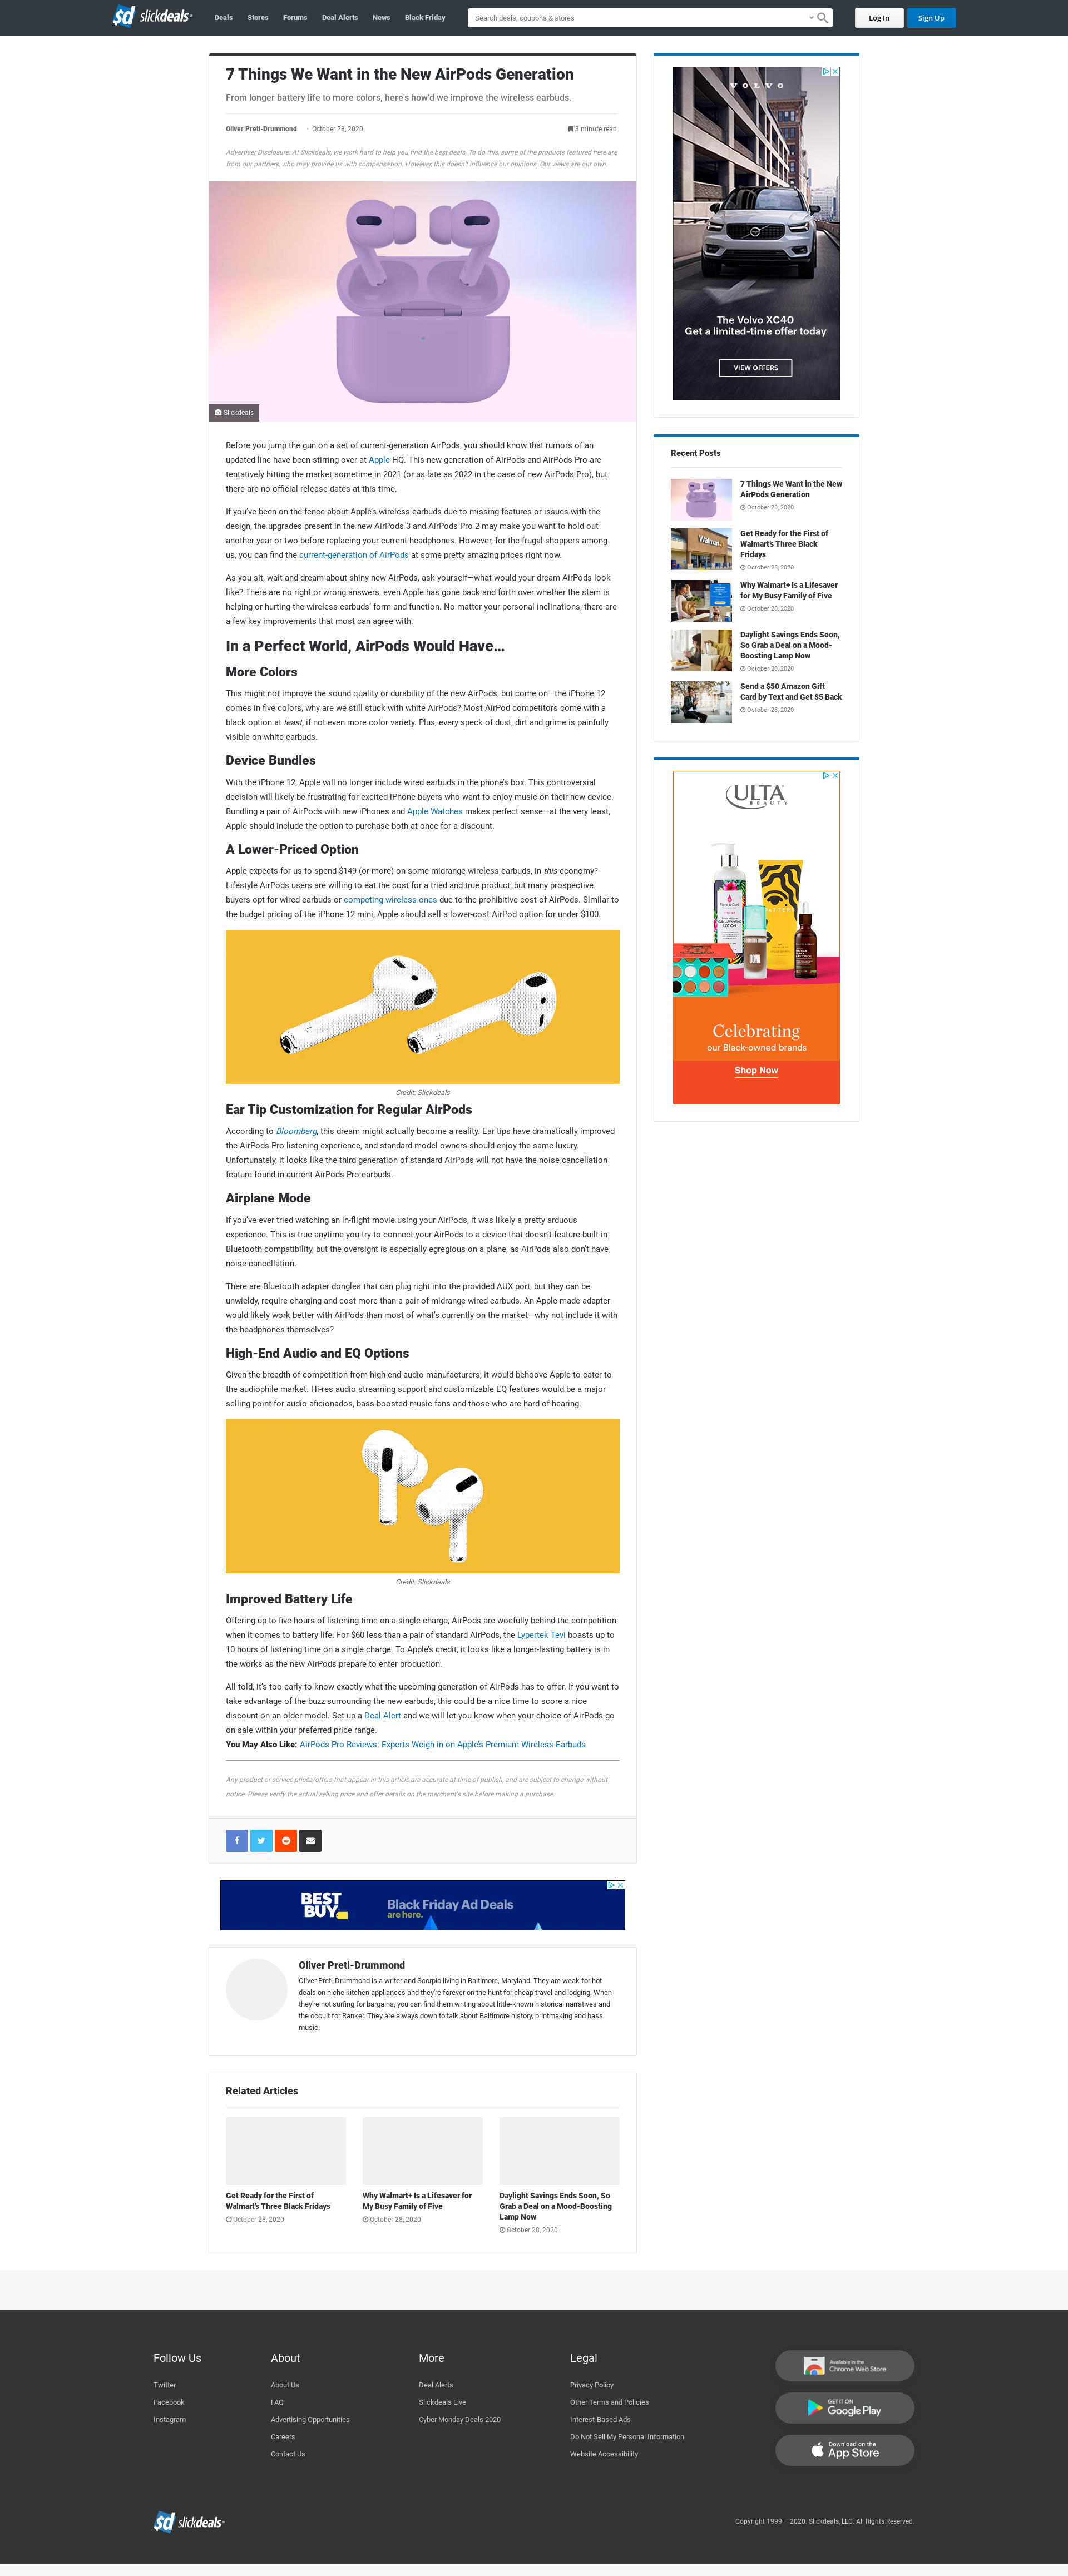 sd slickdeals
Deals
Stores
Forums
Deal Alerts
News
Black Friday
Search deals, coupons & stores
Log In
Sign Up
7 Things We Want in the New AirPods Generation
From longer battery life to more colors, here's how'd we improve the wireless earbuds.
Oliver Pretl-Drummond · October 28, 2020
3 minute read
Advertiser Disclosure: At Slickdeals, we work hard to help you find the best deals. To do this, some of the products featured here are
from our partners, who may provide us with compensation. However, this doesn't influence our opinions. Our views are our own.
Slickdeals
Before you jump the gun on a set of current-generation AirPods, you should know that rumors of an
updated line have been stirring over at Apple HQ. This new generation of AirPods and AirPods Pro are
tentatively hitting the market sometime in 2021 (or as late as 2022 in the case of new AirPods Pro), but
there are no official release dates at this time.
If you've been on the fence about Apple's wireless earbuds due to missing features or issues with the
design, the upgrades present in the new AirPods 3 and AirPods Pro 2 may make you want to hold out
another year or two before replacing your current headphones. However, for the frugal shoppers among
us, you can find the current-generation of AirPods at some pretty amazing prices right now.
As you sit, wait and dream about shiny new AirPods, ask yourself—what would your dream AirPods look
like? There are no right or wrong answers, even Apple has gone back and forth over whether the stem is
helping or hurting the wireless earbuds' form and function. No matter your personal inclinations, there are
a few key improvements that most can agree with.
In a Perfect World, AirPods Would Have…
More Colors
This might not improve the sound quality or durability of the new AirPods, but come on—the iPhone 12
comes in five colors, why are we still stuck with white AirPods? Most AirPod competitors come with a
black option at least, if not even more color variety. Plus, every speck of dust, dirt and grime is painfully
visible on white earbuds.
Device Bundles
With the iPhone 12, Apple will no longer include wired earbuds in the phone's box. This controversial
decision will likely be frustrating for excited iPhone buyers who want to enjoy music on their new device.
Bundling a pair of AirPods with new iPhones and Apple Watches makes perfect sense—at the very least,
Apple should include the option to purchase both at once for a discount.
A Lower-Priced Option
Apple expects for us to spend $149 (or more) on some midrange wireless earbuds, in this economy?
Lifestyle AirPods users are willing to eat the cost for a tried and true product, but many prospective
buyers opt for wired earbuds or competing wireless ones due to the prohibitive cost of AirPods. Similar to
the budget pricing of the iPhone 12 mini, Apple should sell a lower-cost AirPod option for under $100.
Credit: Slickdeals
Ear Tip Customization for Regular AirPods
According to Bloomberg, this dream might actually become a reality. Ear tips have dramatically improved
the AirPods Pro listening experience, and standard model owners should enjoy the same luxury.
Unfortunately, it looks like the third generation of standard AirPods will not have the noise cancellation
feature found in current AirPods Pro earbuds.
Airplane Mode
If you've ever tried watching an in-flight movie using your AirPods, it was likely a pretty arduous
experience. This is true anytime you try to connect your AirPods to a device that doesn't feature built-in
Bluetooth compatibility, but the oversight is especially egregious on a plane, as AirPods also don't have
noise cancellation.
There are Bluetooth adapter dongles that can plug right into the provided AUX port, but they can be
unwieldy, require charging and cost more than a pair of midrange wired earbuds. An Apple-made adapter
would likely work better with AirPods than most of what's currently on the market—why not include it with
the headphones themselves?
High-End Audio and EQ Options
Given the breadth of competition from high-end audio manufacturers, it would behoove Apple to cater to
the audiophile market. Hi-res audio streaming support and customizable EQ features would be a major
selling point for audio aficionados, bass-boosted music fans and those who are hard of hearing.
Credit: Slickdeals
Improved Battery Life
Offering up to five hours of listening time on a single charge, AirPods are woefully behind the competition
when it comes to battery life. For $60 less than a pair of standard AirPods, the Lypertek Tevi boasts up to
10 hours of listening time on a single charge. To Apple's credit, it looks like a longer-lasting battery is in
the works as the new AirPods prepare to enter production.
All told, it's too early to know exactly what the upcoming generation of AirPods has to offer. If you want to
take advantage of the buzz surrounding the new earbuds, this could be a nice time to score a nice
discount on an older model. Set up a Deal Alert and we will let you know when your choice of AirPods go
on sale within your preferred price range.
You May Also Like: AirPods Pro Reviews: Experts Weigh in on Apple's Premium Wireless Earbuds
Any product or service prices/offers that appear in this article are accurate at time of publish, and are subject to change without
notice. Please verify the actual selling price and offer details on the merchant's site before making a purchase.
BEST BUY
Black Friday Ad Deals
are here.
Oliver Pretl-Drummond
Oliver Pretl-Drummond is a writer and Scorpio living in Baltimore, Maryland. They are weak for hot
deals on niche kitchen appliances and they're forever on the hunt for cheap travel and lodging. When
they're not surfing for bargains, you can find them writing about little-known historical narratives and
the occult for Ranker. They are always down to talk about Baltimore history, printmaking and bass
music.
Related Articles
Get Ready for the First of
Walmart's Three Black Fridays
October 28, 2020
Why Walmart+ Is a Lifesaver for
My Busy Family of Five
October 28, 2020
Daylight Savings Ends Soon, So
Grab a Deal on a Mood-Boosting
Lamp Now
October 28, 2020
VOLVO
The Volvo XC40
Get a limited-time offer today
VIEW OFFERS
Recent Posts
7 Things We Want in the New
AirPods Generation
October 28, 2020
Walmart
Get Ready for the First of
Walmart's Three Black
Fridays
October 28, 2020
Why Walmart+ Is a Lifesaver
for My Busy Family of Five
October 28, 2020
Daylight Savings Ends Soon,
So Grab a Deal on a Mood-
Boosting Lamp Now
October 28, 2020
Send a $50 Amazon Gift
Card by Text and Get $5 Back
October 28, 2020
ULTA
BEAUTY
PATTERN
Celebrating
our Black-owned brands
Shop Now
Follow Us
Twitter
Facebook
Instagram
About
About Us
FAQ
Advertising Opportunities
Careers
Contact Us
More
Deal Alerts
Slickdeals Live
Cyber Monday Deals 2020
Legal
Privacy Policy
Other Terms and Policies
Interest-Based Ads
Do Not Sell My Personal Information
Website Accessibility
Available in the
Chrome Web Store
GET IT ON
Google Play
Download on the
App Store
sd slickdeals
Copyright 1999 – 2020. Slickdeals, LLC. All Rights Reserved.